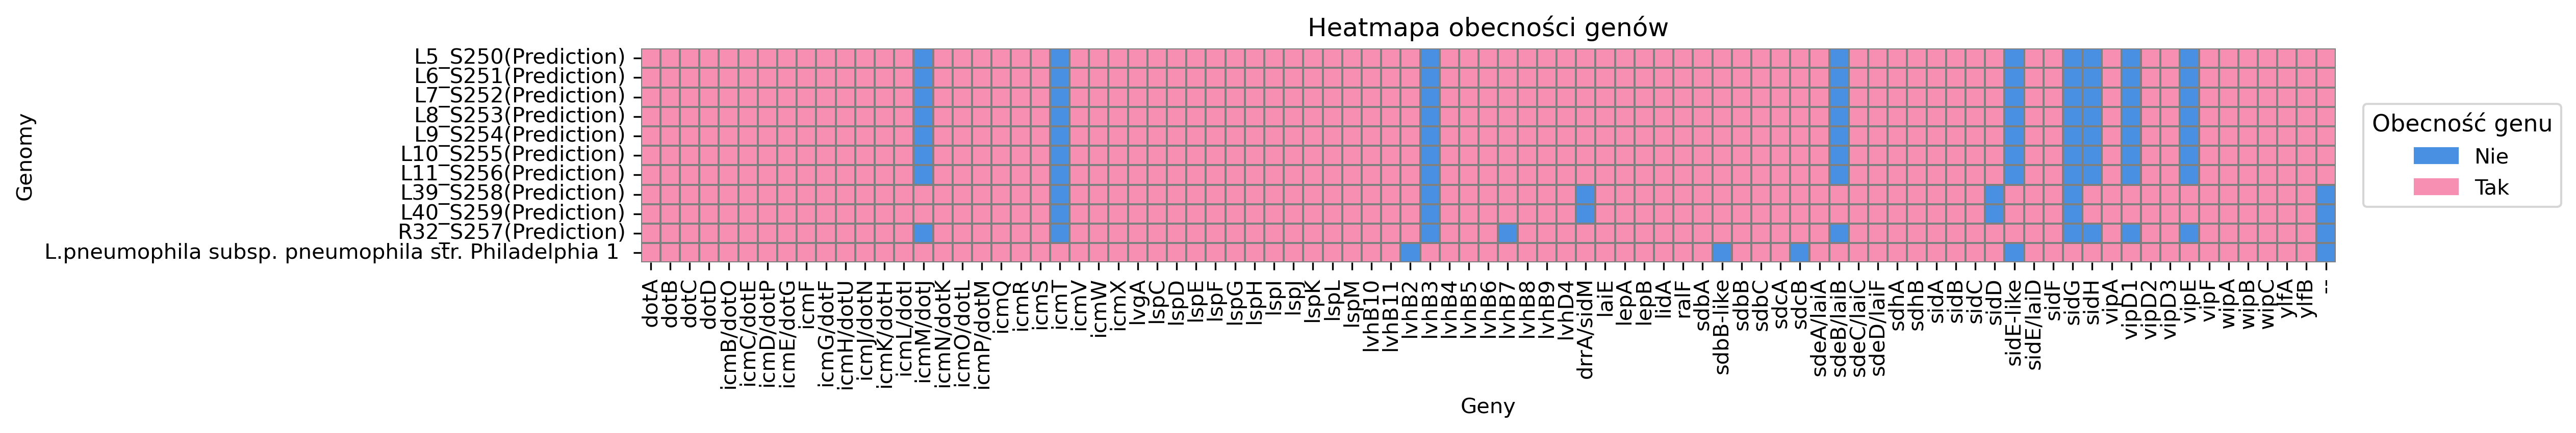 Heatmapa obecności genów
Genomy
L5_S250(Prediction)
L6_S251(Prediction)
L7_S252(Prediction)
L8_S253(Prediction)
L9_S254(Prediction)
L10_S255(Prediction)
L11_S256(Prediction)
L39_S258(Prediction)
L40_S259(Prediction)
R32_S257(Prediction)
L.pneumophila subsp. pneumophila str. Philadelphia 1
Obecność genu
Nie
Tak
dotA
dotB
dotC
dotD
icmB/dotO
icmC/dotE
icmD/dotP
icmE/dotG
icmF
icmG/dotF
icmH/dotU
icmJ/dotN
icmK/dotH
icmL/dotI
icmM/dotJ
icmN/dotK
icmO/dotL
icmP/dotM
icmQ
icmR
icmS
icmT
icmV
icmW
icmX
lvgA
lspC
lspD
lspE
lspF
lspG
lspH
lspI
lspJ
lspK
lspL
lspM
lvhB10
lvhB11
lvhB2
lvhB3
lvhB4
lvhB5
lvhB6
lvhB7
lvhB8
lvhB9
lvhD4
drrA/sidM
laiE
lepA
lepB
lidA
ralF
sdbA
sdbB-like
sdbB
sdbC
sdcA
sdcB
sdeA/laiA
sdeB/laiB
sdeC/laiC
sdeD/laiF
sdhA
sdhB
sidA
sidB
sidC
sidD
sidE-like
sidE/laiD
sidF
sidG
sidH
vipA
vipD1
vipD2
vipD3
vipE
vipF
wipA
wipB
wipC
ylfA
ylfB
--
Geny